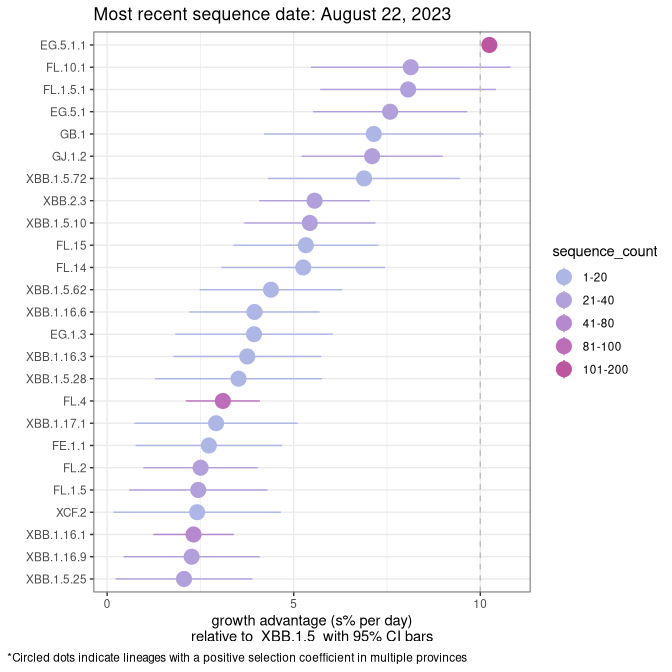 Most recent sequence date: August 22, 2023
EG.5.1.1
FL.10.1
FL.1.5.1
EG.5.1
GB.1
GJ.1.2
XBB.1.5.72
XBB.2.3
XBB.1.5.10
FL.15
FL.14
XBB.1.5.62
XBB.1.16.6
EG.1.3
XBB.1.16.3
XBB.1.5.28
FL.4
XBB.1.17.1
FE.1.1
FL.2
FL.1.5
XCF.2
XBB.1.16.1
XBB.1.16.9
XBB.1.5.25
0 5 10
growth advantage (s% per day)
relative to XBB.1.5 with 95% CI bars
sequence_count
1-20
21-40
41-80
81-100
101-200
*Circled dots indicate lineages with a positive selection coefficient in multiple provinces